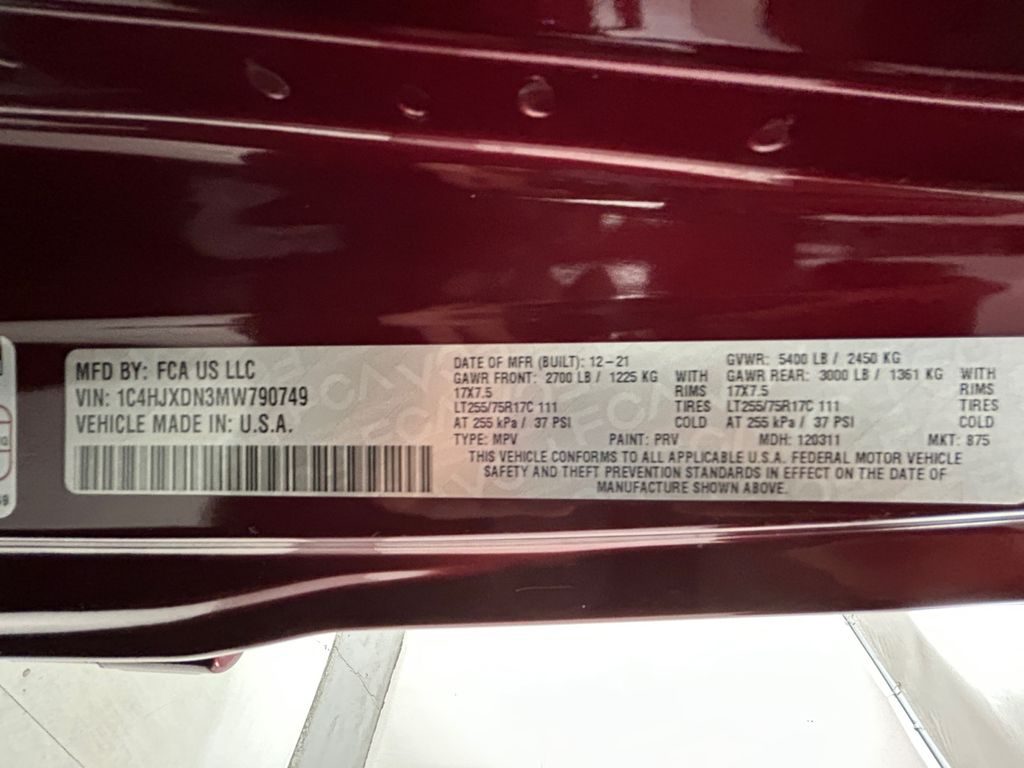 MFD BY: FCA US LLC
VIN: 1C4HJXDN3MW790749
VEHICLE MADE IN: U.S.A.
DATE OF MFR (BUILT): 12-21 GVWR: 5400 LB / 2450 KG
GAWR FRONT: 2700 LB / 1225 KG WITH GAWR REAR: 3000 LB / 1361 KG WITH
17X7.5 RIMS 17X7.5 RIMS
LT255/75R17C 111 TIRES LT255/75R17C 111 TIRES
AT 255 kPa / 37 PSI COLD AT 255 kPa / 37 PSI COLD
TYPE: MPV PAINT: PRV MDH: 120311 MKT: 875
THIS VEHICLE CONFORMS TO ALL APPLICABLE U.S.A. FEDERAL MOTOR VEHICLE
SAFETY AND THEFT PREVENTION STANDARDS IN EFFECT ON THE DATE OF
MANUFACTURE SHOWN ABOVE.